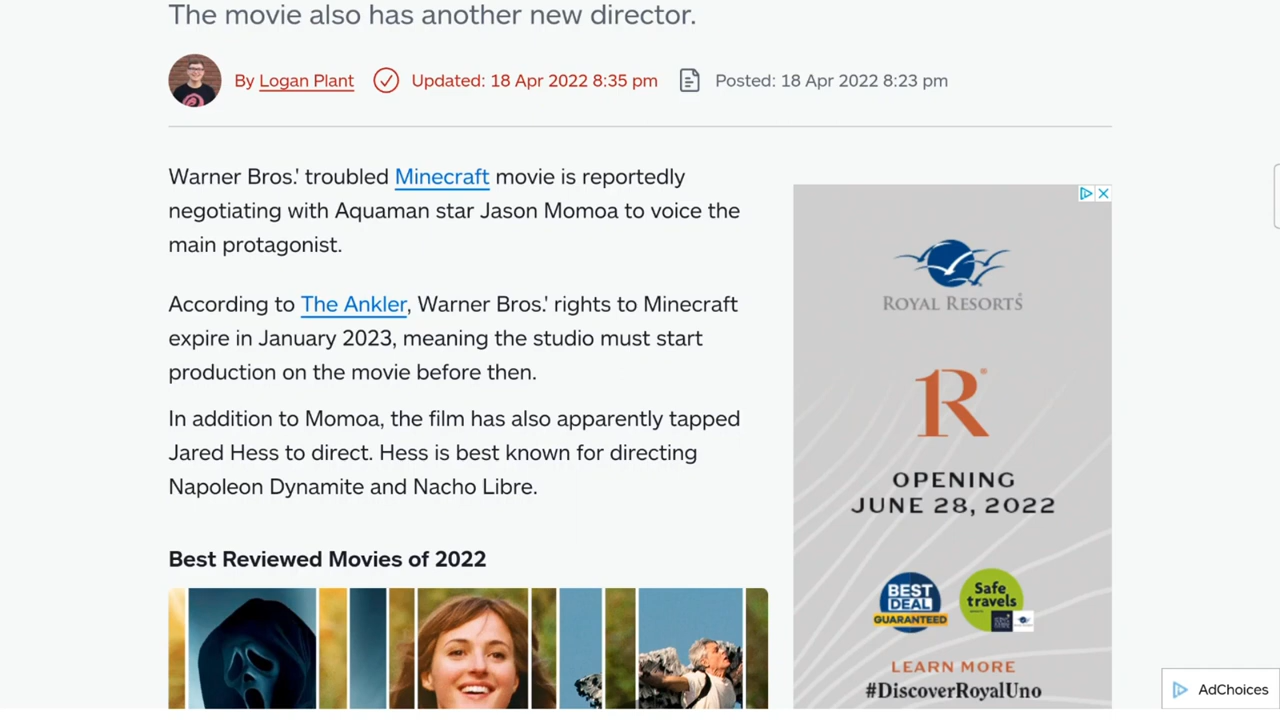 The movie also has another new director.
By Logan Plant
Updated: 18 Apr 2022 8:35 pm
Posted: 18 Apr 2022 8:23 pm
Warner Bros.' troubled Minecraft movie is reportedly
negotiating with Aquaman star Jason Momoa to voice the
main protagonist.
According to The Ankler, Warner Bros.' rights to Minecraft
expire in January 2023, meaning the studio must start
production on the movie before then.
In addition to Momoa, the film has also apparently tapped
Jared Hess to direct. Hess is best known for directing
Napoleon Dynamite and Nacho Libre.
Best Reviewed Movies of 2022
ROYAL RESORTS
1R
OPENING
JUNE 28, 2022
BEST
DEAL
GUARANTEED
Safe
travels
LEARN MORE
#DiscoverRoyalUno
AdChoices